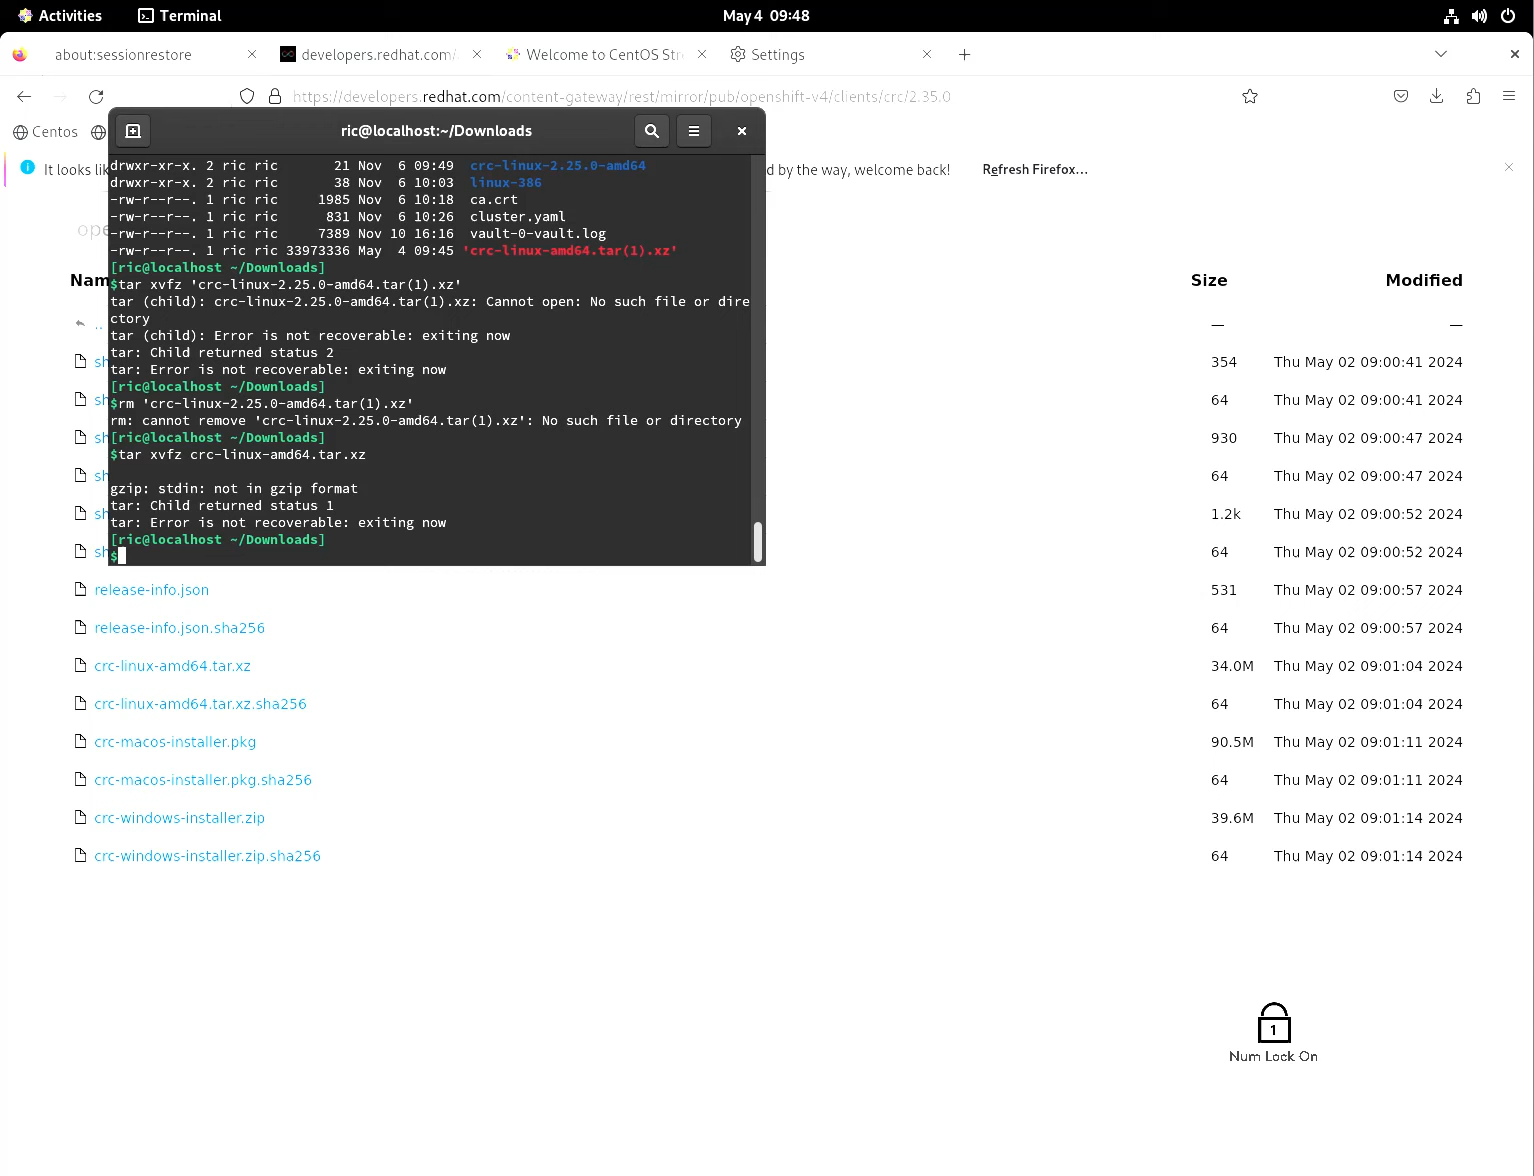 Activities
Terminal
May 4 09:48
about:sessionrestore
developers.redhat.com/
Welcome to CentOS Stre
Settings
https://developers.redhat.com/content-gateway/rest/mirror/pub/openshift-v4/clients/crc/2.35.0
Centos
ric@localhost:~/Downloads
It looks lik
d by the way, welcome back!
Refresh Firefox…
drwxr-xr-x. 2 ric ric 21 Nov 6 09:49 crc-linux-2.25.0-amd64
drwxr-xr-x. 2 ric ric 38 Nov 6 10:03 linux-386
-rw-r--r--. 1 ric ric 1985 Nov 6 10:18 ca.crt
-rw-r--r--. 1 ric ric 831 Nov 6 10:26 cluster.yaml
-rw-r--r--. 1 ric ric 7389 Nov 10 16:16 vault-0-vault.log
-rw-r--r--. 1 ric ric 33973336 May 4 09:45 'crc-linux-amd64.tar(1).xz'
[ric@localhost ~/Downloads]
$tar xvfz 'crc-linux-2.25.0-amd64.tar(1).xz'
tar (child): crc-linux-2.25.0-amd64.tar(1).xz: Cannot open: No such file or dire
ctory
tar (child): Error is not recoverable: exiting now
tar: Child returned status 2
tar: Error is not recoverable: exiting now
[ric@localhost ~/Downloads]
$rm 'crc-linux-2.25.0-amd64.tar(1).xz'
rm: cannot remove 'crc-linux-2.25.0-amd64.tar(1).xz': No such file or directory
[ric@localhost ~/Downloads]
$tar xvfz crc-linux-amd64.tar.xz
gzip: stdin: not in gzip format
tar: Child returned status 1
tar: Error is not recoverable: exiting now
[ric@localhost ~/Downloads]
$
ope
Nam Size Modified
.. — —
sh 354 Thu May 02 09:00:41 2024
sh 64 Thu May 02 09:00:41 2024
sh 930 Thu May 02 09:00:47 2024
sh 64 Thu May 02 09:00:47 2024
sh 1.2k Thu May 02 09:00:52 2024
sh 64 Thu May 02 09:00:52 2024
release-info.json 531 Thu May 02 09:00:57 2024
release-info.json.sha256 64 Thu May 02 09:00:57 2024
crc-linux-amd64.tar.xz 34.0M Thu May 02 09:01:04 2024
crc-linux-amd64.tar.xz.sha256 64 Thu May 02 09:01:04 2024
crc-macos-installer.pkg 90.5M Thu May 02 09:01:11 2024
crc-macos-installer.pkg.sha256 64 Thu May 02 09:01:11 2024
crc-windows-installer.zip 39.6M Thu May 02 09:01:14 2024
crc-windows-installer.zip.sha256 64 Thu May 02 09:01:14 2024
1
Num Lock On